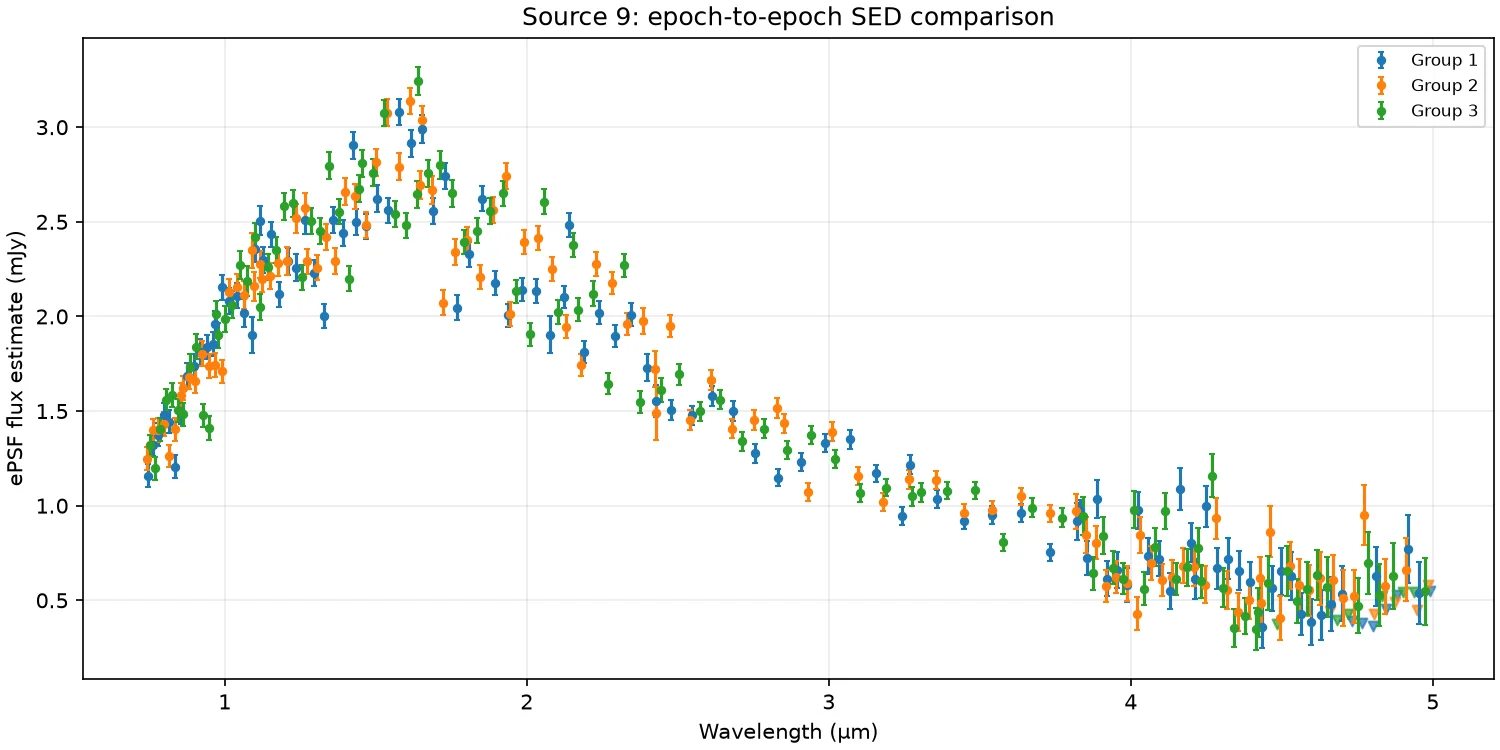 Source 9: epoch-to-epoch SED comparison
Group 1
Group 2
Group 3
ePSF flux estimate (mJy)
3.0
2.5
2.0
1.5
1.0
0.5
1 2 3 4 5
Wavelength (μm)